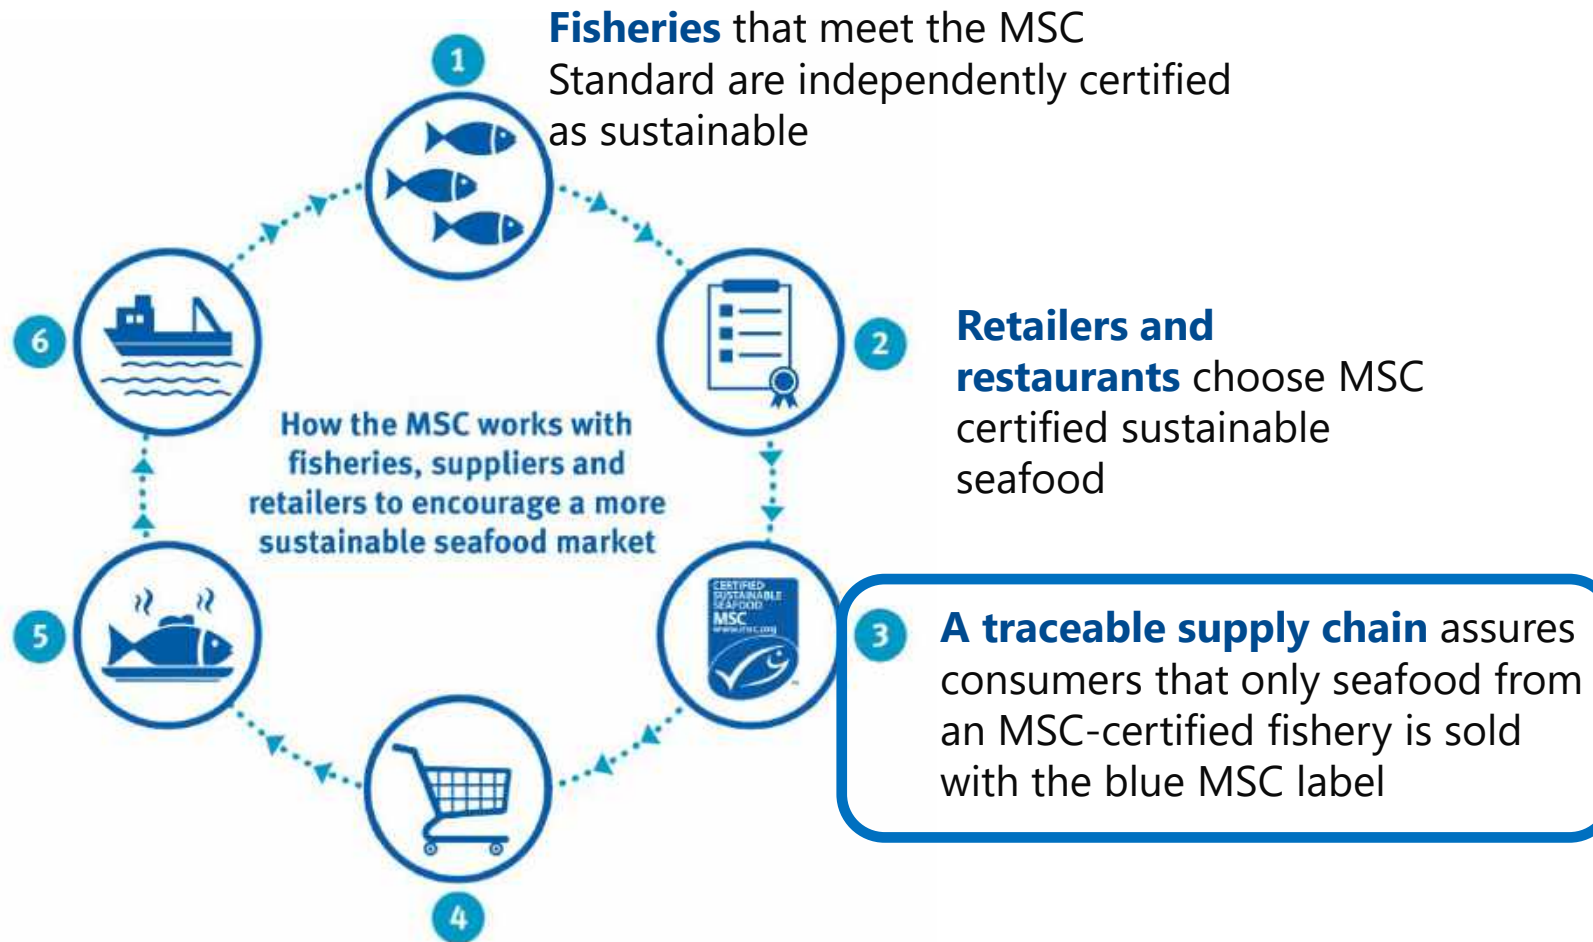 Fisheries that meet the MSC
Standard are independently certified
as sustainable
1
2
Retailers and
restaurants choose MSC
certified sustainable
seafood
6
How the MSC works with
fisheries, suppliers and
retailers to encourage a more
sustainable seafood market
CERTIFIED
SUSTAINABLE
SEAFOOD
MSC
www.msc.org
3
A traceable supply chain assures
consumers that only seafood from
an MSC-certified fishery is sold
with the blue MSC label
5
4